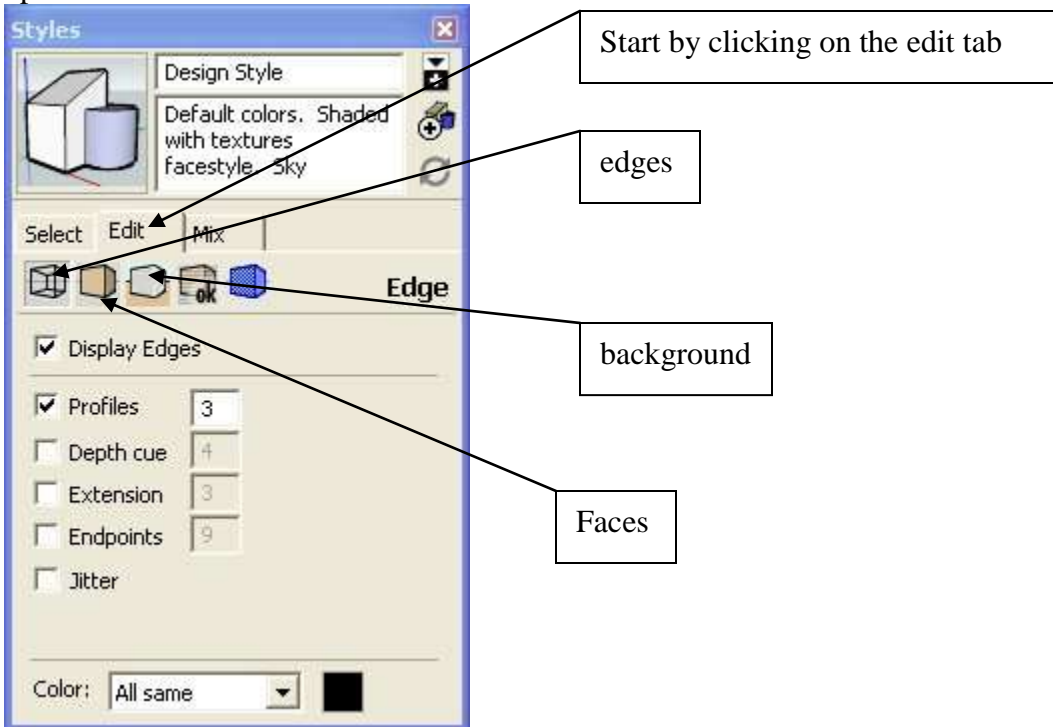 Styles
Start by clicking on the edit tab
Design Style
Default colors. Shaded
with textures
facestyle. Sky
edges
Select Edit Mix
ok
Edge
Display Edges
background
Profiles 3
Depth cue 4
Extension 3
Endpoints 9
Faces
Jitter
Color: All same